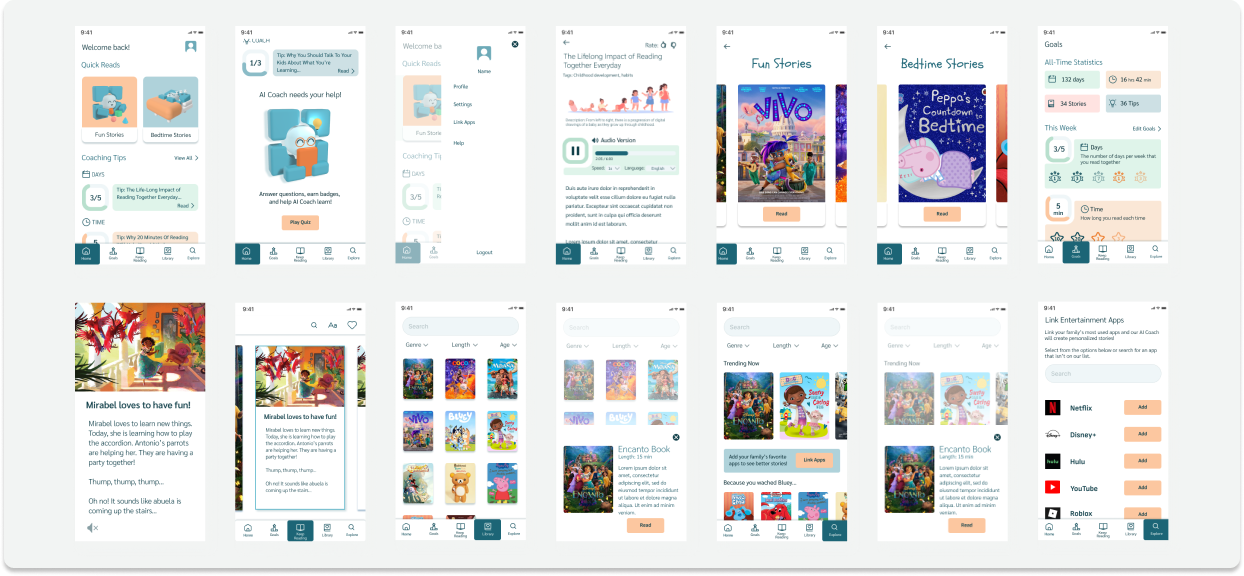 9:41
Welcome back!
Quick Reads
Fun Stories
Bedtime Stories
Coaching Tips
View All
DAYS
3/5
Tip: The Life-Long Impact of
Reading Together Everyday...
Read
TIME
5
Tip: Why 20 Minutes Of Reading
Home
Goals
Keep
Reading
Library
Explore
9:41
COACH
1/3
Tip: Why You Should Talk To Your
Kids About What You're
Learning...
Read
AI Coach needs your help!
Answer questions, earn badges,
and help AI Coach learn!
Play Quiz
Home
Goals
Keep
Reading
Library
Explore
9:41
Welcome ba
Quick Reads
Fun Storie
Coaching Ti
DAYS
3/5
TIME
Home
Goals
Name
Profile
Settings
Link Apps
Help
Logout
9:41
Rate:
The Lifelong Impact of Reading
Together Everyday
Tags: Childhood development, habits
Audio Version
Speed
1x
Language:
English
Duis aute irure dolor in reprehenderit in
voluptate velit esse cillum dolore eu fugiat nulla
pariatur. Excepteur sint occaecat cupidatat non
proident, sunt in culpa qui officia deserunt
mollit anim id est laborum.
Lorem ipsum dolor sit amet, consectetur
Home
Goals
Keep
Reading
Library
Explore
9:41
Fun Stories
VIVO
Read
Home
Goals
Keep
Reading
Library
Explore
9:41
Bedtime Stories
Peppa's
Countdown
to
Bedtime
Read
Home
Goals
Keep
Reading
Library
Explore
9:41
Goals
All-Time Statistics
132 days
16 hrs 42 min
34 Stories
36 Tips
This Week
Edit Goals
3/5
Days
The number of days per week that
you read together
1
2
3
4
5
5
min
Time
How long you read each time
Home
Goals
Keep
Reading
Library
Explore
Mirabel loves to have fun!
Mirabel loves to learn new things.
Today, she is learning how to play
the accordion. Antonio's parrots
are helping her. They are having a
party together!
Thump, thump, thump...
Oh no! It sounds like abuela is
coming up the stairs...
9:41
Aa
Mirabel loves to have fun!
Mirabel loves to learn new things.
Today, she is learning how to play
the accordion. Antonio's parrots
are helping her. They are having a
party together!
Thump, thump, thump...
Oh no! It sounds like abuela is
coming up the stairs...
Home
Goals
Keep
Reading
Library
Explore
9:41
Search
Genre
Length
Age
ENCANTO
COCO
MOANA
VIVO
BLUEY
Home
Goals
Keep
Reading
Library
Explore
9:41
Search
Genre
Length
Age
ENCANTO
COCO
MOANA
VIVO
BLUEY
ENCANTO
Encanto Book
Length: 15 min
Lorem ipsum dolor sit
amet, consectetur
adipiscing elit, sed do
eiusmod tempor incididunt
ut labore et dolore magna
aliqua. Ut enim ad minim
veniam.
Read
9:41
Search
Genre
Length
Age
Trending Now
ENCANTO
Add your family's favorite
apps to see better stories!
Link Apps
Because you wached Bluey...
Home
Goals
Keep
Reading
Library
Explore
9:41
Search
Genre
Length
Age
Trending Now
ENCANTO
Encanto Book
Length: 15 min
Lorem ipsum dolor sit
amet, consectetur
adipiscing elit, sed do
eiusmod tempor incididunt
ut labore et dolore magna
aliqua. Ut enim ad minim
veniam.
Read
9:41
Link Entertainment Apps
Link your family's most used apps and our AI Coach
will create personalized stories!
Select from the options below or search for an app
that isn't on our list.
Search
Netflix
Add
Disney+
Add
hulu
Hulu
Add
YouTube
Add
Roblox
Add
Home
Goals
Keep
Reading
Library
Explore